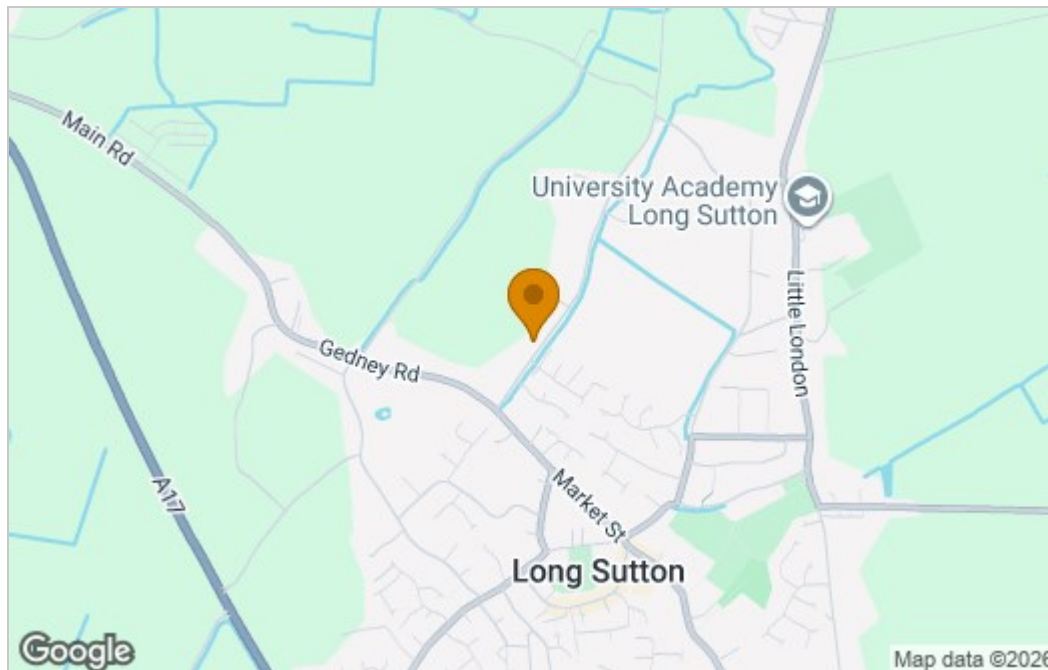 Main Rd
University Academy
Long Sutton
Little London
Gedney Rd
A17
Market St
Long Sutton
Google
Map data ©2026